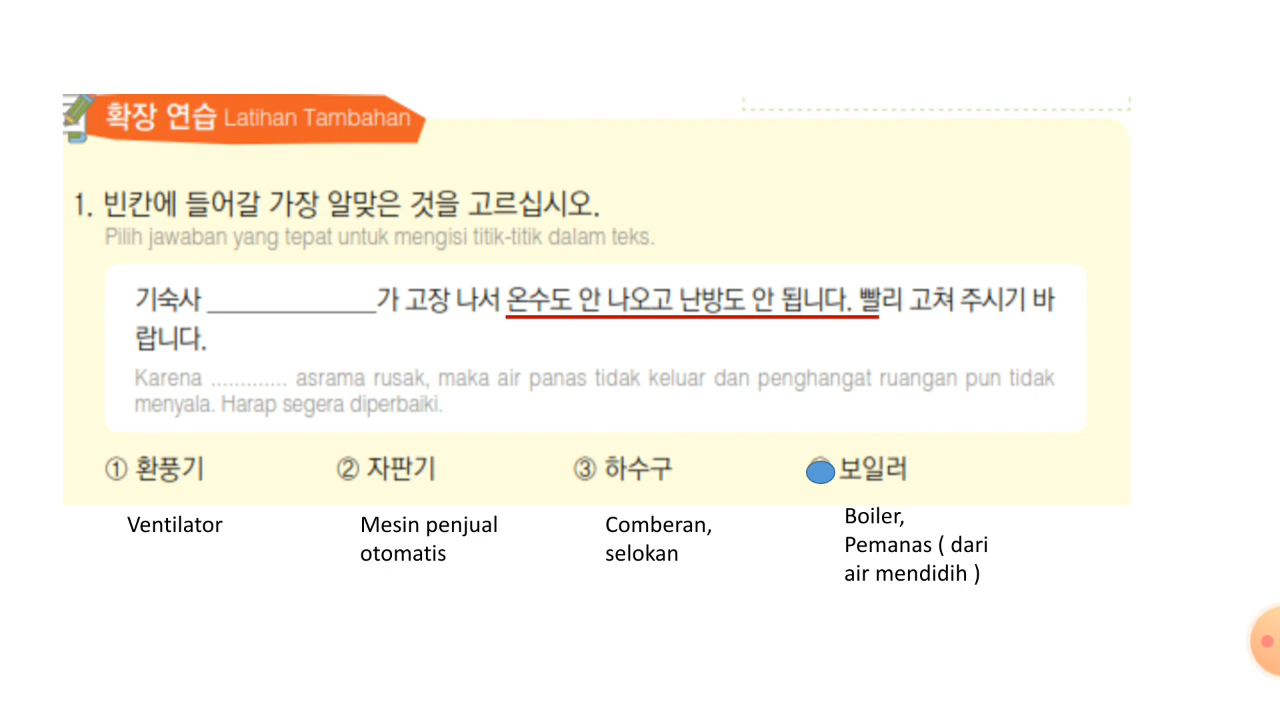 확장 연습 Latihan Tambahan
1. 빈칸에 들어갈 가장 알맞은 것을 고르십시오.
Pilih jawaban yang tepat untuk mengisi titik-titik dalam teks.
기숙사 ______________가 고장 나서 온수도 안 나오고 난방도 안 됩니다. 빨리 고쳐 주시기 바
랍니다.
Karena ............. asrama rusak, maka air panas tidak keluar dan penghangat ruangan pun tidak
menyala. Harap segera diperbaiki.
① 환풍기 ② 자판기 ③ 하수구 보일러
Ventilator
Mesin penjual
otomatis
Comberan,
selokan
Boiler,
Pemanas ( dari
air mendidih )